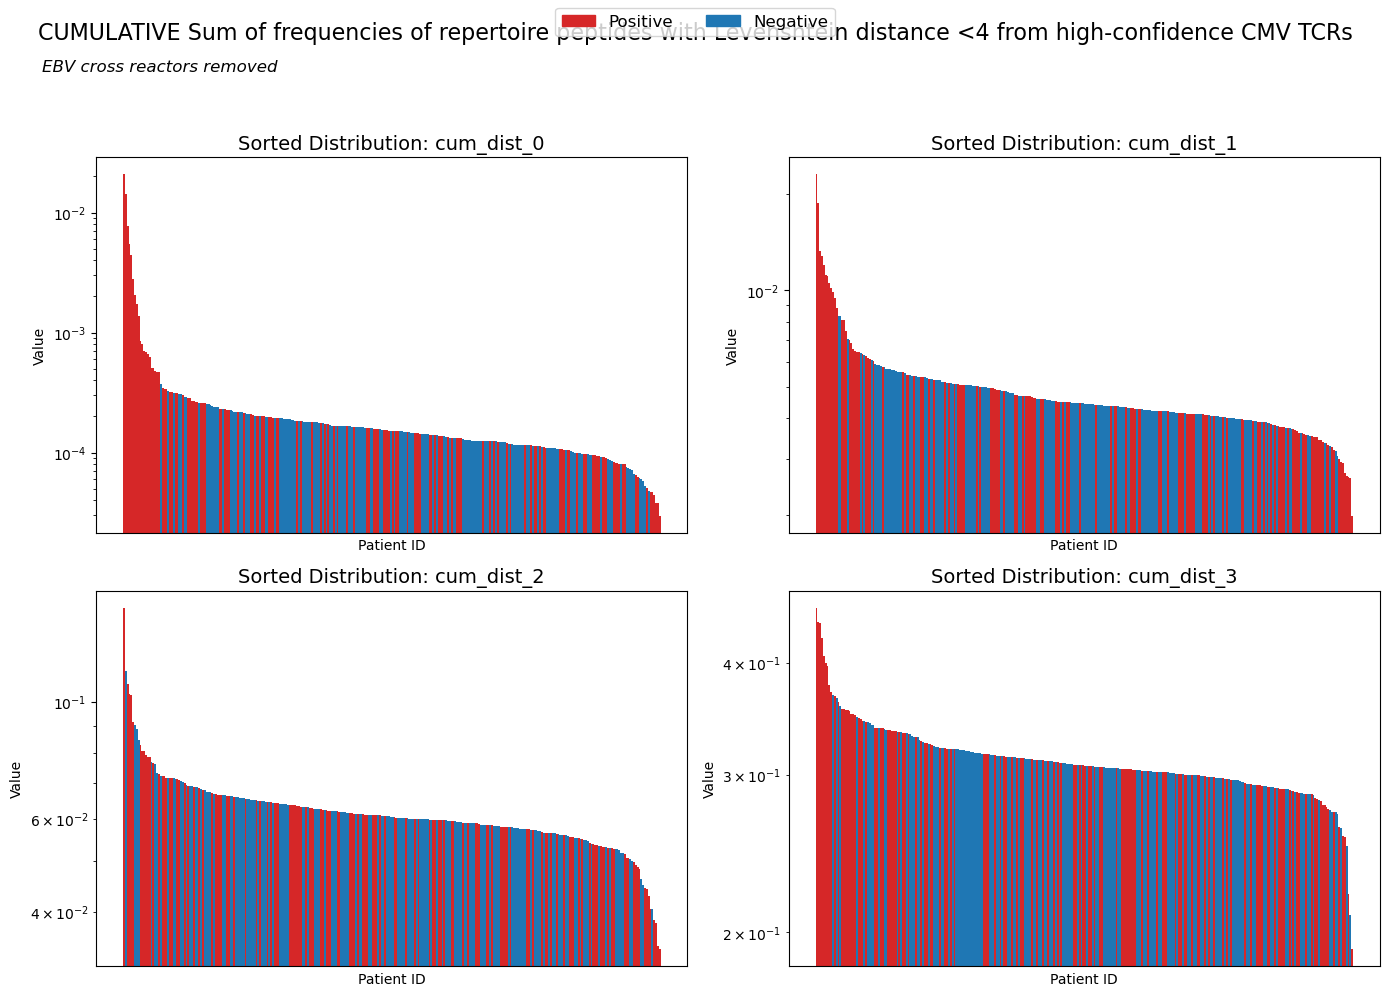 Positive Negative
CUMULATIVE Sum of frequencies of repertoire peptides with Levenshtein distance <4 from high-confidence CMV TCRs
EBV cross reactors removed
Sorted Distribution: cum_dist_0
Value
10⁻²
10⁻³
10⁻⁴
Patient ID
Sorted Distribution: cum_dist_1
Value
10⁻²
Patient ID
Sorted Distribution: cum_dist_2
Value
10⁻¹
6 × 10⁻²
4 × 10⁻²
Patient ID
Sorted Distribution: cum_dist_3
Value
4 × 10⁻¹
3 × 10⁻¹
2 × 10⁻¹
Patient ID